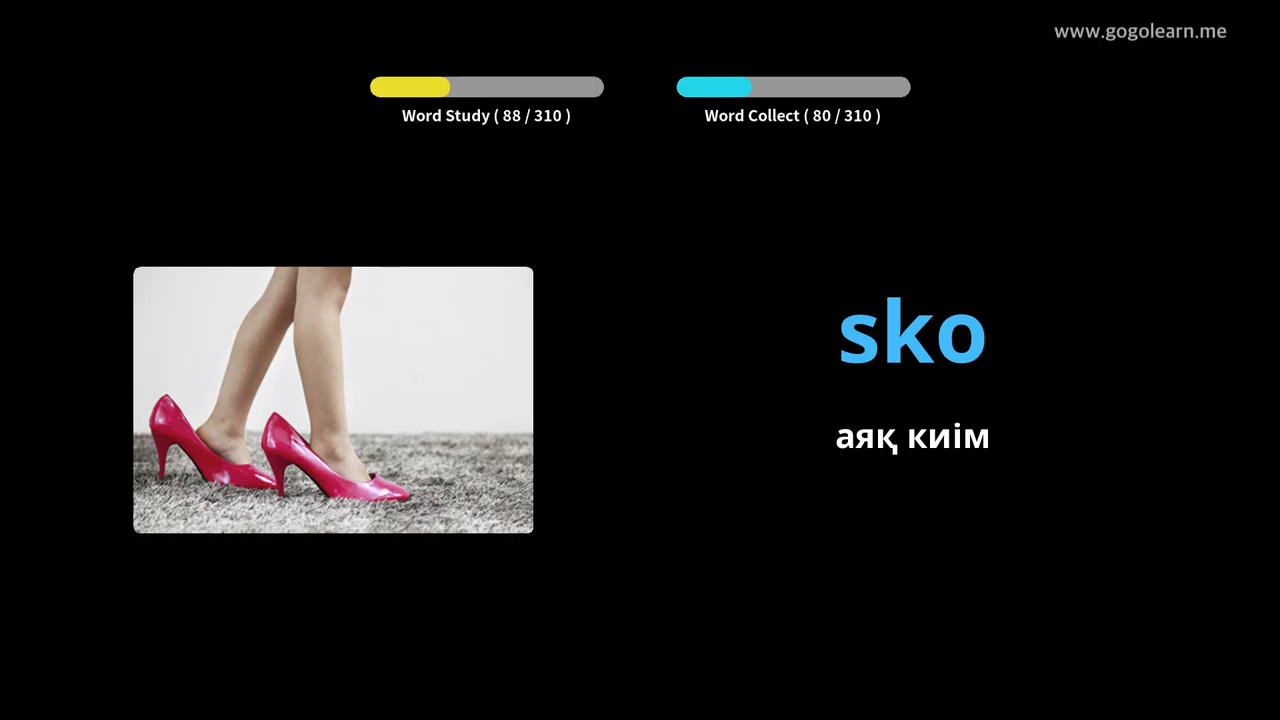 www.gogolearn.me
Word Study ( 88 / 310 )
Word Collect ( 80 / 310 )
sko
аяқ киім